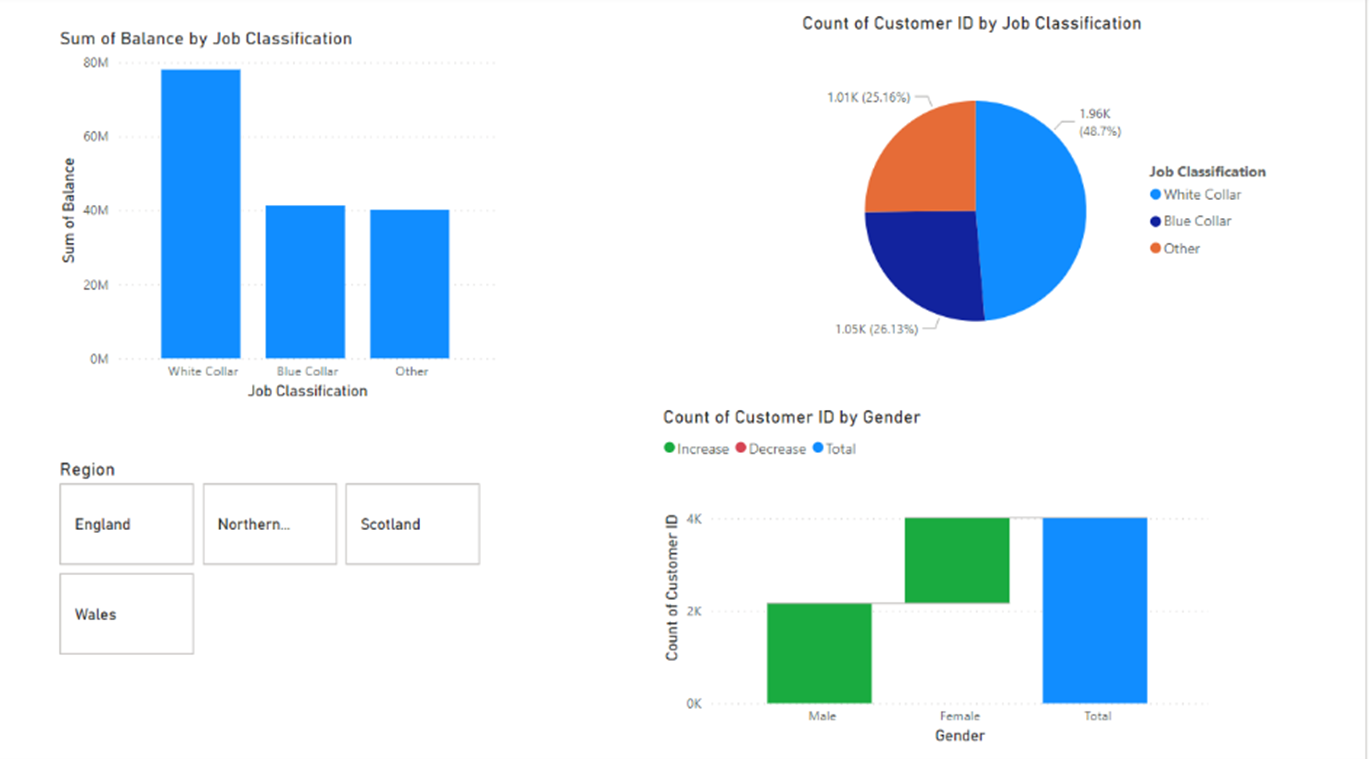 Sum of Balance by Job Classification
80M
60M
40M
20M
0M
Sum of Balance
White Collar
Blue Collar
Other
Job Classification
Count of Customer ID by Job Classification
1.01K (25.16%)
1.96K
(48.7%)
1.05K (26.13%)
Job Classification
White Collar
Blue Collar
Other
Region
England
Northern...
Scotland
Wales
Count of Customer ID by Gender
Increase Decrease Total
4K
2K
0K
Count of Customer ID
Male
Female
Total
Gender